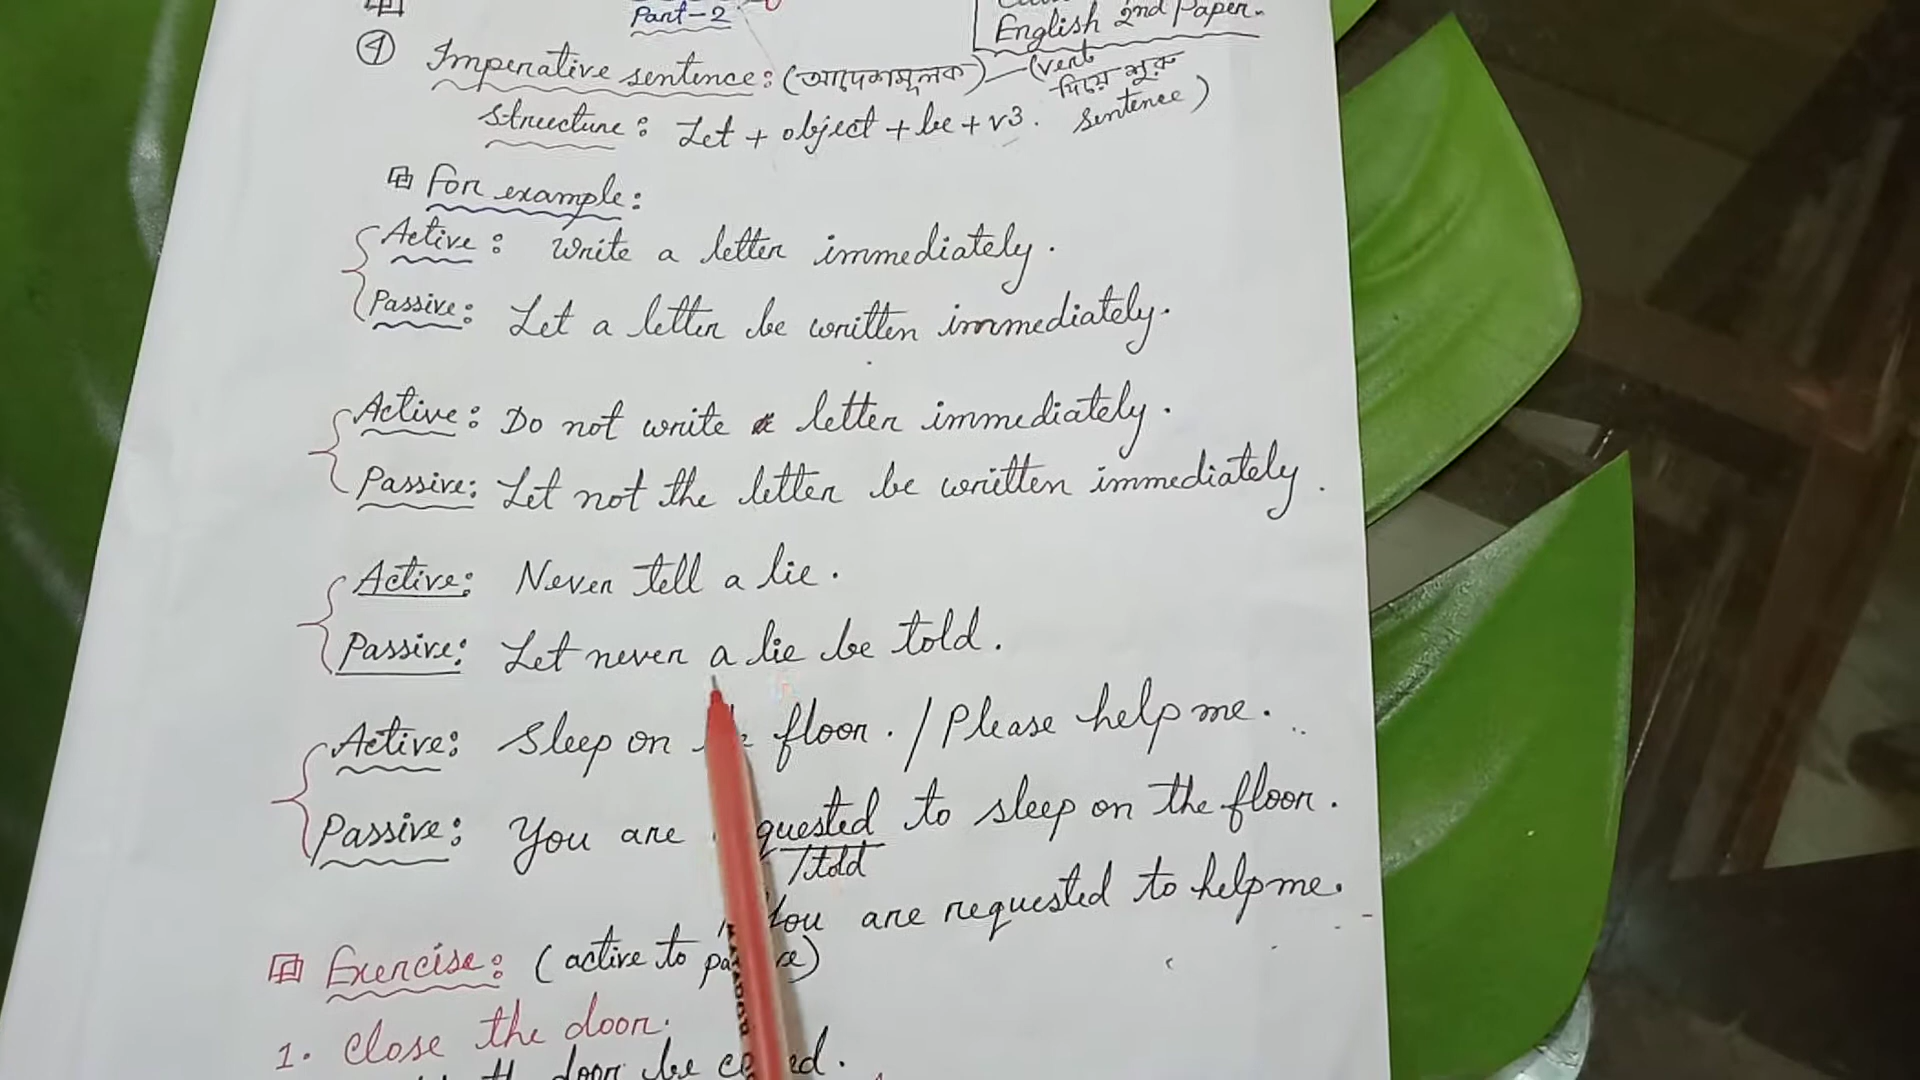 Part-2
English 2nd Paper.
1 Imperative sentence: (আদেশমূলক) — (verb
দিয়ে শুরু
sentence)
structure: Let + object + be + v3.
For example:
Active: Write a letter immediately.
Passive: Let a letter be written immediately.
Active: Do not write letter immediately.
Passive: Let not the letter be written immediately.
Active: Never tell a lie.
Passive: Let never a lie be told.
Active: Sleep on floor. / Please help me.
Passive: You are requested to sleep on the floor.
/told
You are requested to help me.
Exercise: (active to passive)
1. Close the door.
door be closed.